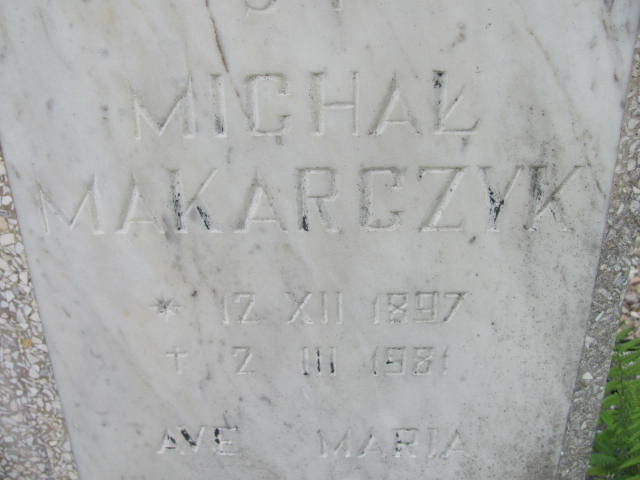 MICHAŁ
MAKARCZYK
* 12 XII 1897
† 2 III 1981
AVE MARIA